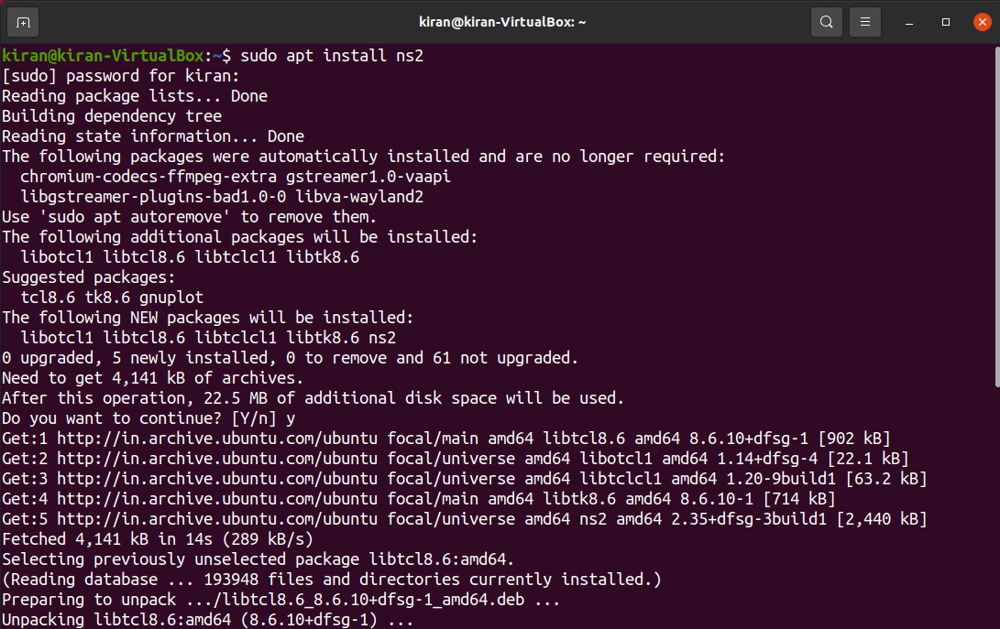 kiran@kiran-VirtualBox: ~
kiran@kiran-VirtualBox:~$ sudo apt install ns2
[sudo] password for kiran:
Reading package lists... Done
Building dependency tree
Reading state information... Done
The following packages were automatically installed and are no longer required:
  chromium-codecs-ffmpeg-extra gstreamer1.0-vaapi
  libgstreamer-plugins-bad1.0-0 libva-wayland2
Use 'sudo apt autoremove' to remove them.
The following additional packages will be installed:
  libotcl1 libtcl8.6 libtclcl1 libtk8.6
Suggested packages:
  tcl8.6 tk8.6 gnuplot
The following NEW packages will be installed:
  libotcl1 libtcl8.6 libtclcl1 libtk8.6 ns2
0 upgraded, 5 newly installed, 0 to remove and 61 not upgraded.
Need to get 4,141 kB of archives.
After this operation, 22.5 MB of additional disk space will be used.
Do you want to continue? [Y/n] y
Get:1 http://in.archive.ubuntu.com/ubuntu focal/main amd64 libtcl8.6 amd64 8.6.10+dfsg-1 [902 kB]
Get:2 http://in.archive.ubuntu.com/ubuntu focal/universe amd64 libotcl1 amd64 1.14+dfsg-4 [22.1 kB]
Get:3 http://in.archive.ubuntu.com/ubuntu focal/universe amd64 libtclcl1 amd64 1.20-9build1 [63.2 kB]
Get:4 http://in.archive.ubuntu.com/ubuntu focal/main amd64 libtk8.6 amd64 8.6.10-1 [714 kB]
Get:5 http://in.archive.ubuntu.com/ubuntu focal/universe amd64 ns2 amd64 2.35+dfsg-3build1 [2,440 kB]
Fetched 4,141 kB in 14s (289 kB/s)
Selecting previously unselected package libtcl8.6:amd64.
(Reading database ... 193948 files and directories currently installed.)
Preparing to unpack .../libtcl8.6_8.6.10+dfsg-1_amd64.deb ...
Unpacking libtcl8.6:amd64 (8.6.10+dfsg-1) ...